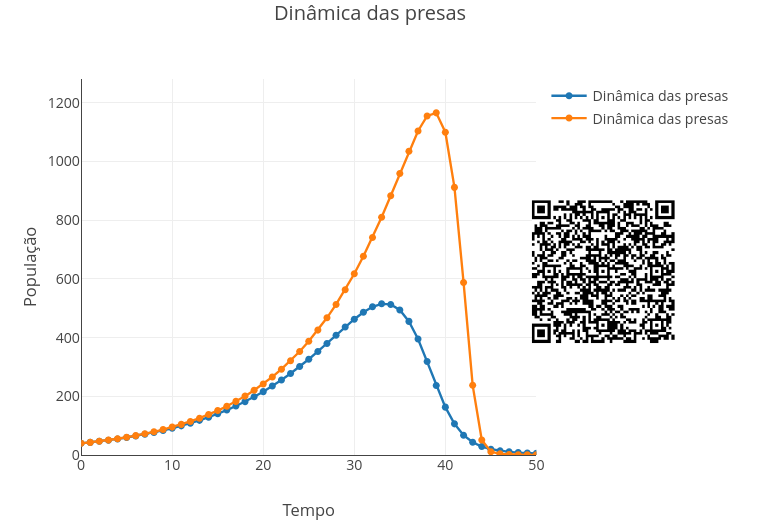 Dinâmica das presas
Dinâmica das presas
Dinâmica das presas
População
1200
1000
800
600
400
200
0
0 10 20 30 40 50
Tempo